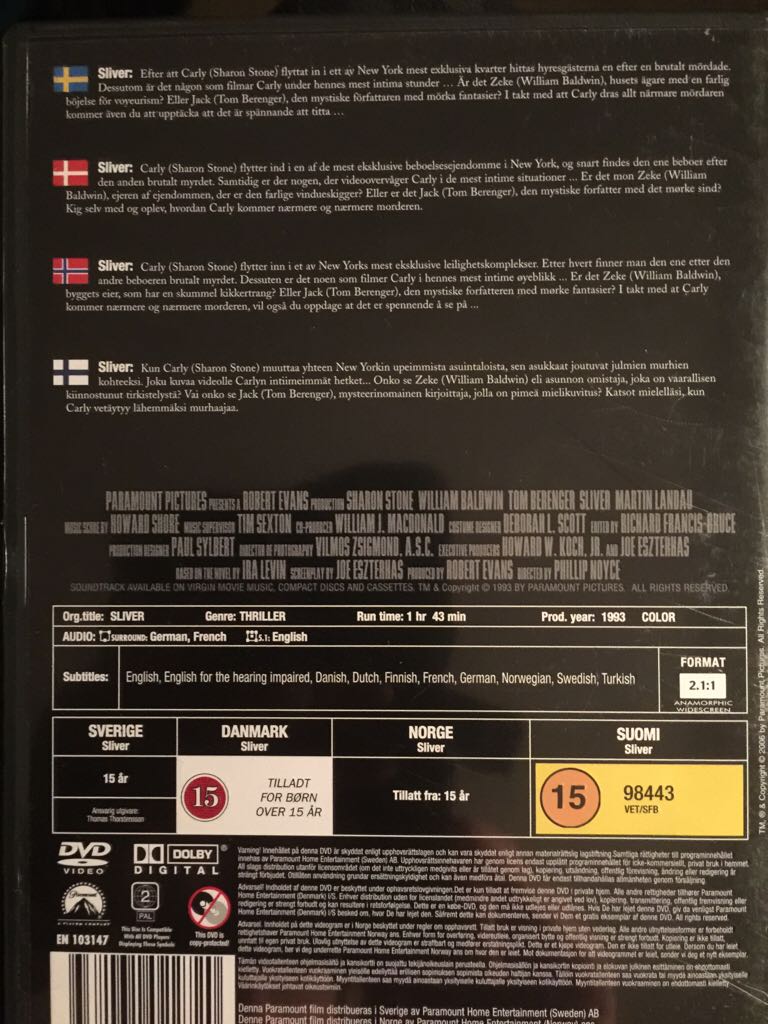 Sliver: Efter att Carly (Sharon Stone) flyttat in i ett av New York mest exklusiva kvarter hittas hyresgästerna en efter en brutalt mördade.
Dessutom är det någon som filmar Carly under hennes mest intima stunder ... Är det Zeke (William Baldwin), husets ägare med en farlig
böjelse för voyeurism? Eller Jack (Tom Berenger), den mystiske författaren med mörka fantasier? I takt med att Carly dras allt närmare mördaren
kommer även du att upptäcka att det är spännande att titta ...
Sliver: Carly (Sharon Stone) flytter ind i en af de mest eksklusive beboelsesejendomme i New York, og snart findes den ene beboer efter
den anden brutalt myrdet. Samtidig er der nogen, der videoovervåger Carly i de mest intime situationer ... Er det mon Zeke (William
Baldwin), ejeren af ejendommen, der er den farlige vindueskigger? Eller er det Jack (Tom Berenger), den mystiske forfatter med det mørke sind?
Kig selv med og oplev, hvordan Carly kommer nærmere og nærmere morderen.
Sliver: Carly (Sharon Stone) flytter inn i et av New Yorks mest eksklusive leilighetskomplekser. Etter hvert finner man den ene etter den
andre beboeren brutalt myrdet. Dessuten er det noen som filmer Carly i hennes mest intime øyeblikk ... Er det Zeke (William Baldwin),
byggets eier, som har en skummel kikkertrang? Eller Jack (Tom Berenger), den mystiske forfatteren med mørke fantasier? I takt med at Carly
kommer nærmere og nærmere morderen, vil også du oppdage at det er spennende å se på ...
Sliver: Kun Carly (Sharon Stone) muuttaa yhteen New Yorkin upeimmista asuintaloista, sen asukkaat joutuvat julmien murhien
kohteeksi. Joku kuvaa videolle Carlyn intiimeimmät hetket... Onko se Zeke (William Baldwin) eli asunnon omistaja, joka on vaarallisen
kiinnostunut tirkistelystä? Vai onko se Jack (Tom Berenger), mysteerinomainen kirjoittaja, jolla on pimeä mielikuvitus? Katsot mielelläsi, kun
Carly vetäytyy lähemmäksi murhaajaa.
PARAMOUNT PICTURES PRESENTS A ROBERT EVANS PRODUCTION SHARON STONE WILLIAM BALDWIN TOM BERENGER SLIVER MARTIN LANDAU
MUSIC SCORE BY HOWARD SHORE MUSIC SUPERVISION TIM SEXTON CO-PRODUCER WILLIAM J. MACDONALD COSTUME DESIGNER DEBORAH L. SCOTT EDITED BY RICHARD FRANCIS-BRUCE
PRODUCTION DESIGNER PAUL SYLBERT DIRECTOR OF PHOTOGRAPHY VILMOS ZSIGMOND, A.S.C. EXECUTIVE PRODUCERS HOWARD W. KOCH, JR. AND JOE ESZTERHAS
BASED ON THE NOVEL BY IRA LEVIN SCREENPLAY BY JOE ESZTERHAS PRODUCED BY ROBERT EVANS DIRECTED BY PHILLIP NOYCE
SOUNDTRACK AVAILABLE ON VIRGIN MOVIE MUSIC, COMPACT DISCS AND CASSETTES. TM & Copyright © 1993 BY PARAMOUNT PICTURES. ALL RIGHTS RESERVED.
Org.title: SLIVER Genre: THRILLER Run time: 1 hr 43 min Prod. year: 1993 COLOR
AUDIO: SURROUND: German, French 5.1: English
Subtitles: English, English for the hearing impaired, Danish, Dutch, Finnish, French, German, Norwegian, Swedish, Turkish
FORMAT
2.1:1
ANAMORPHIC
WIDESCREEN
SVERIGE
Sliver
15 år
Ansvarig utgivare:
Thomas Thorstensson
DANMARK
Sliver
15
TILLADT
FOR BØRN
OVER 15 ÅR
NORGE
Sliver
Tillatt fra: 15 år
SUOMI
Sliver
15
98443
VET/SFB
TM, ® & Copyright © 2006 by Paramount Pictures. All Rights Reserved.
DVD
VIDEO
DOLBY
DIGITAL
2
PAL
This Disc is Compatible
With All DVD Players
Displaying These Symbols
This DVD is
copy-protected!
EN 103147
Denna Paramount film distribueras i Sverige av Paramount Home Entertainment (Sweden) AB